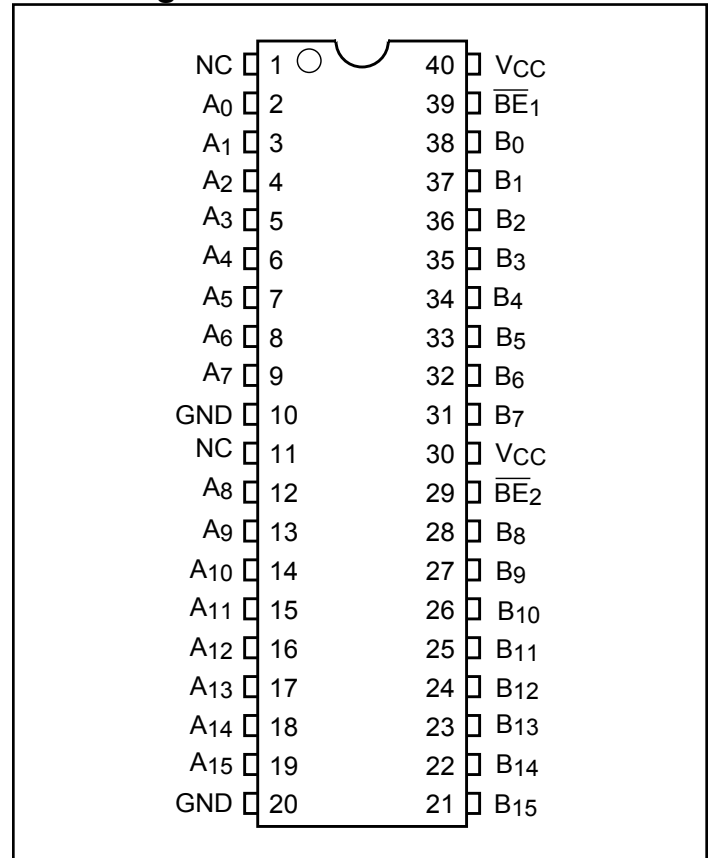 NC 1 40 VCC
A0 2 39 B̅E̅1
A1 3 38 B0
A2 4 37 B1
A3 5 36 B2
A4 6 35 B3
A5 7 34 B4
A6 8 33 B5
A7 9 32 B6
GND 10 31 B7
NC 11 30 VCC
A8 12 29 B̅E̅2
A9 13 28 B8
A10 14 27 B9
A11 15 26 B10
A12 16 25 B11
A13 17 24 B12
A14 18 23 B13
A15 19 22 B14
GND 20 21 B15